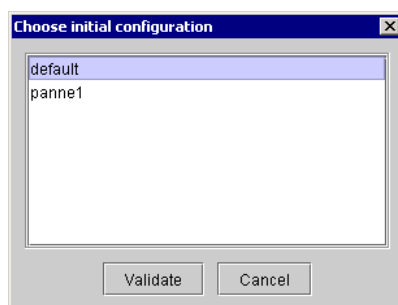 Choose initial configuration
default
panne1
Validate
Cancel